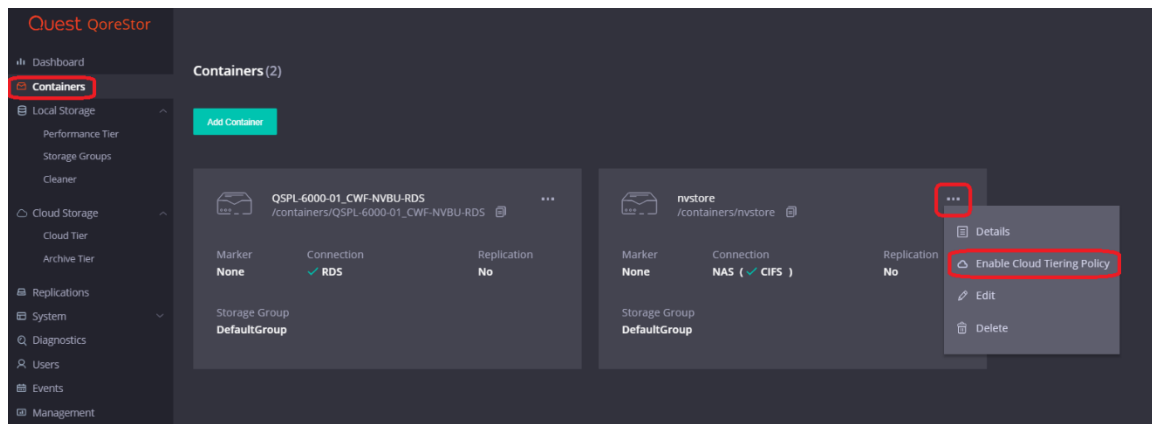 Quest QoreStor
Dashboard
Containers
Local Storage
Performance Tier
Storage Groups
Cleaner
Cloud Storage
Cloud Tier
Archive Tier
Replications
System
Diagnostics
Users
Events
Management
Containers (2)
Add Container
QSPL-6000-01_CWF-NVBU-RDS
/containers/QSPL-6000-01_CWF-NVBU-RDS
Marker Connection Replication
None RDS No
Storage Group
DefaultGroup
nvstore
/containers/nvstore
Marker Connection Replication
None NAS ( CIFS ) No
Storage Group
DefaultGroup
Details
Enable Cloud Tiering Policy
Edit
Delete